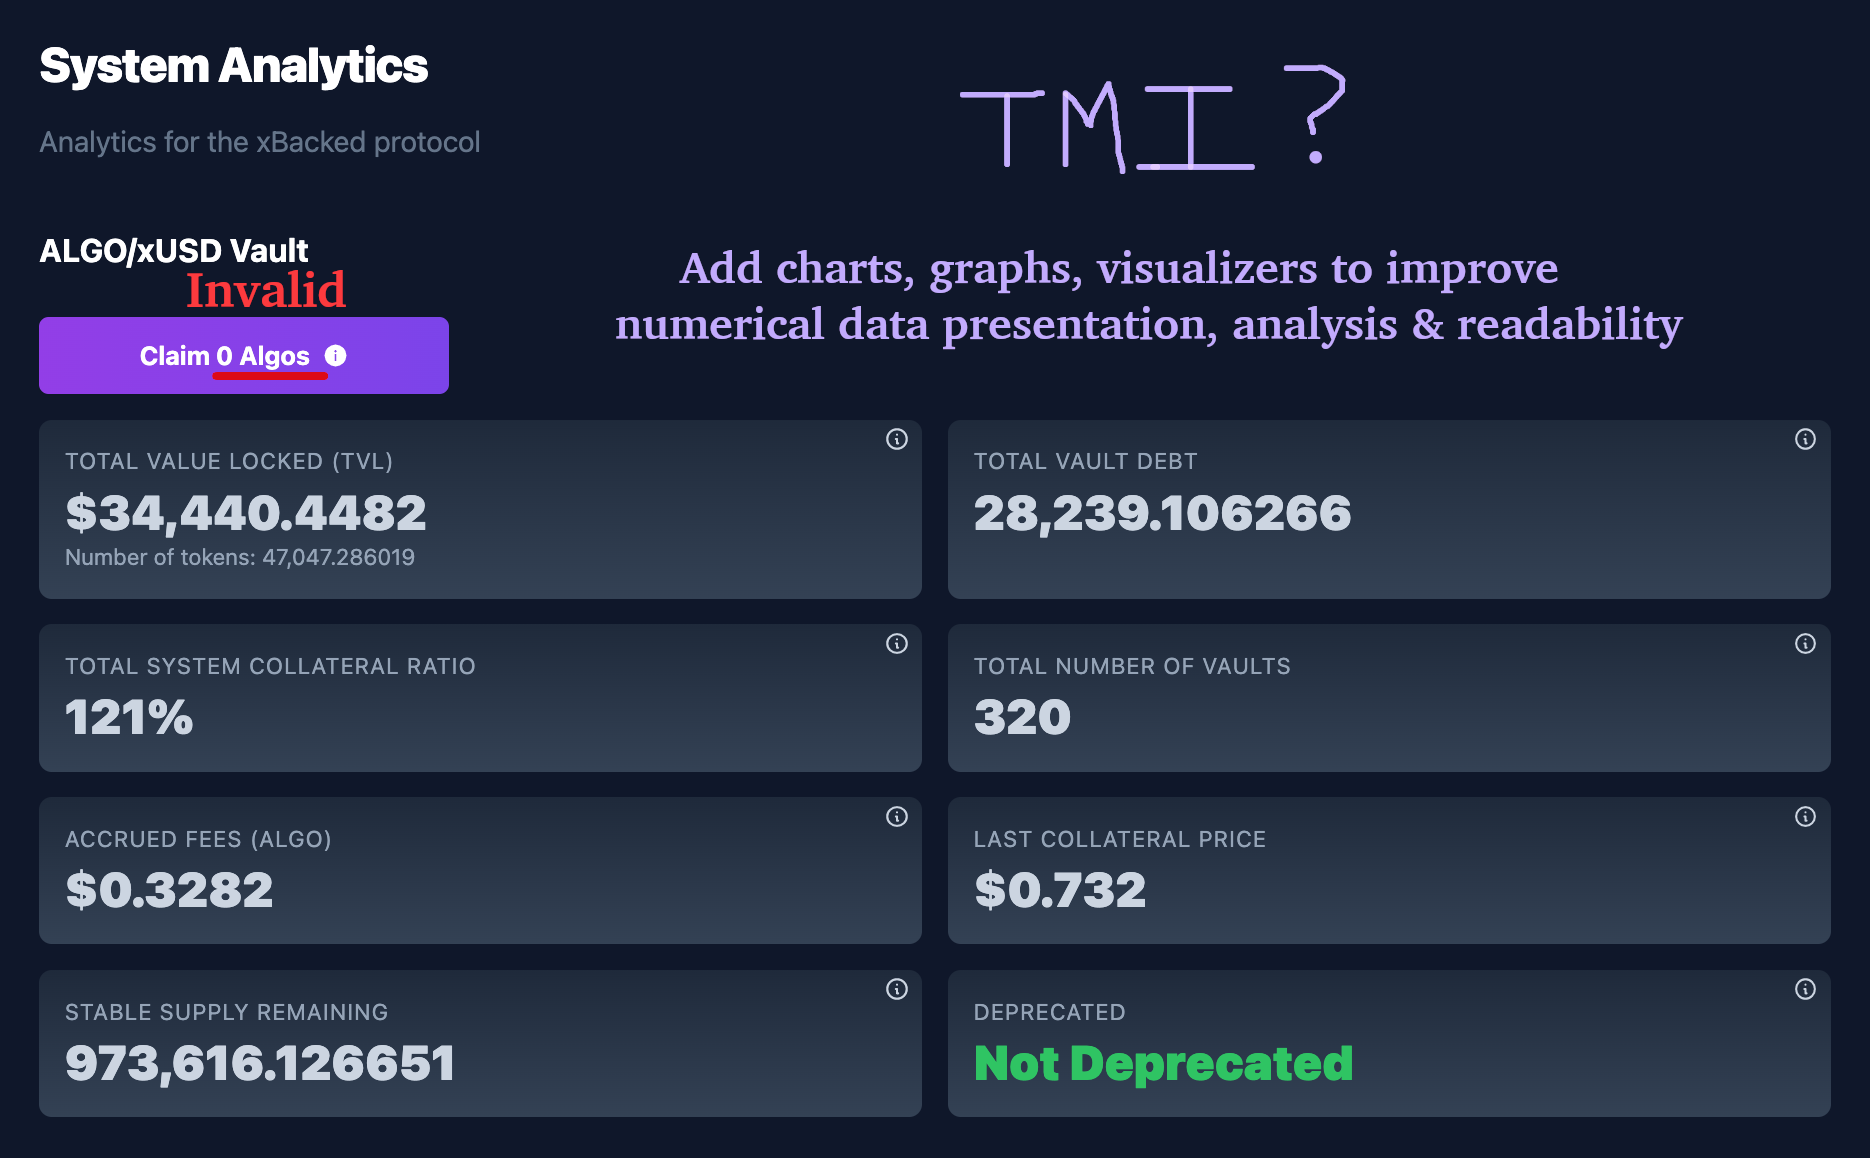 System Analytics
TMI?
Analytics for the xBacked protocol
ALGO/xUSD Vault
Invalid
Add charts, graphs, visualizers to improve
numerical data presentation, analysis & readability
Claim 0 Algos
TOTAL VALUE LOCKED (TVL)
$34,440.4482
Number of tokens: 47,047.286019
TOTAL VAULT DEBT
28,239.106266
TOTAL SYSTEM COLLATERAL RATIO
121%
TOTAL NUMBER OF VAULTS
320
ACCRUED FEES (ALGO)
$0.3282
LAST COLLATERAL PRICE
$0.732
STABLE SUPPLY REMAINING
973,616.126651
DEPRECATED
Not Deprecated